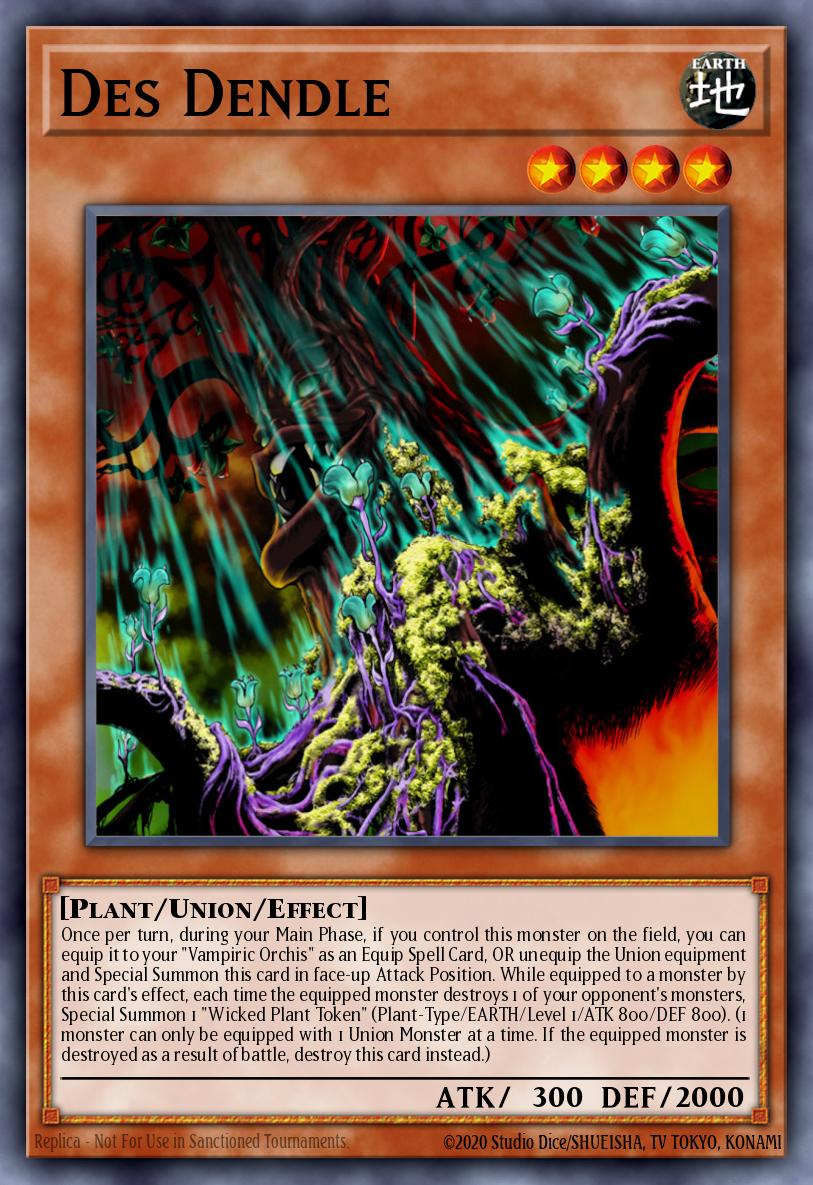 Des Dendle
EARTH
地
[Plant/Union/Effect]
Once per turn, during your Main Phase, if you control this monster on the field, you can
equip it to your "Vampiric Orchis" as an Equip Spell Card, OR unequip the Union equipment
and Special Summon this card in face-up Attack Position. While equipped to a monster by
this card's effect, each time the equipped monster destroys 1 of your opponent's monsters,
Special Summon 1 "Wicked Plant Token" (Plant-Type/EARTH/Level 1/ATK 800/DEF 800). (1
monster can only be equipped with 1 Union Monster at a time. If the equipped monster is
destroyed as a result of battle, destroy this card instead.)
ATK/ 300 DEF/2000
Replica - Not For Use in Sanctioned Tournaments.
©2020 Studio Dice/SHUEISHA, TV TOKYO, KONAMI